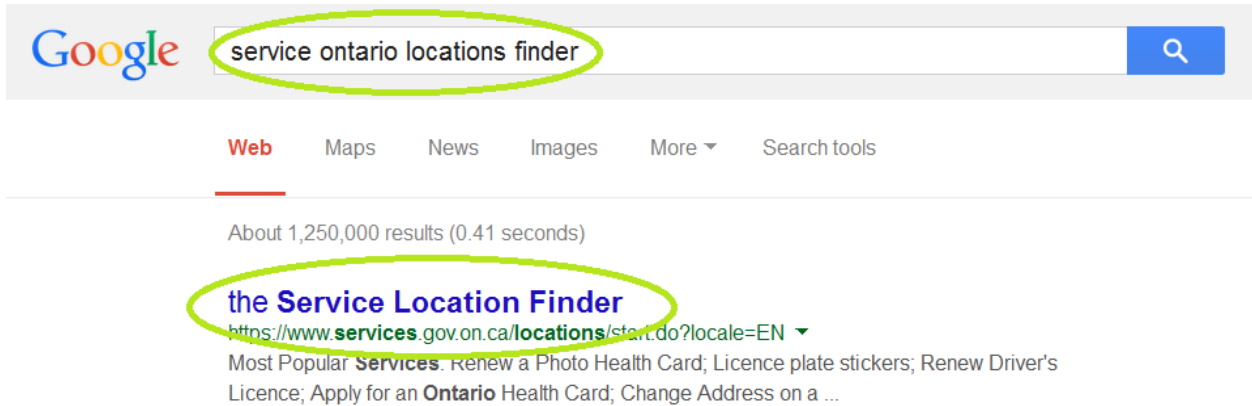 Google service ontario locations finder
Web Maps News Images More Search tools
About 1,250,000 results (0.41 seconds)
the Service Location Finder
https://www.services.gov.on.ca/locations/start.do?locale=EN
Most Popular Services: Renew a Photo Health Card; Licence plate stickers; Renew Driver's
Licence; Apply for an Ontario Health Card; Change Address on a ...